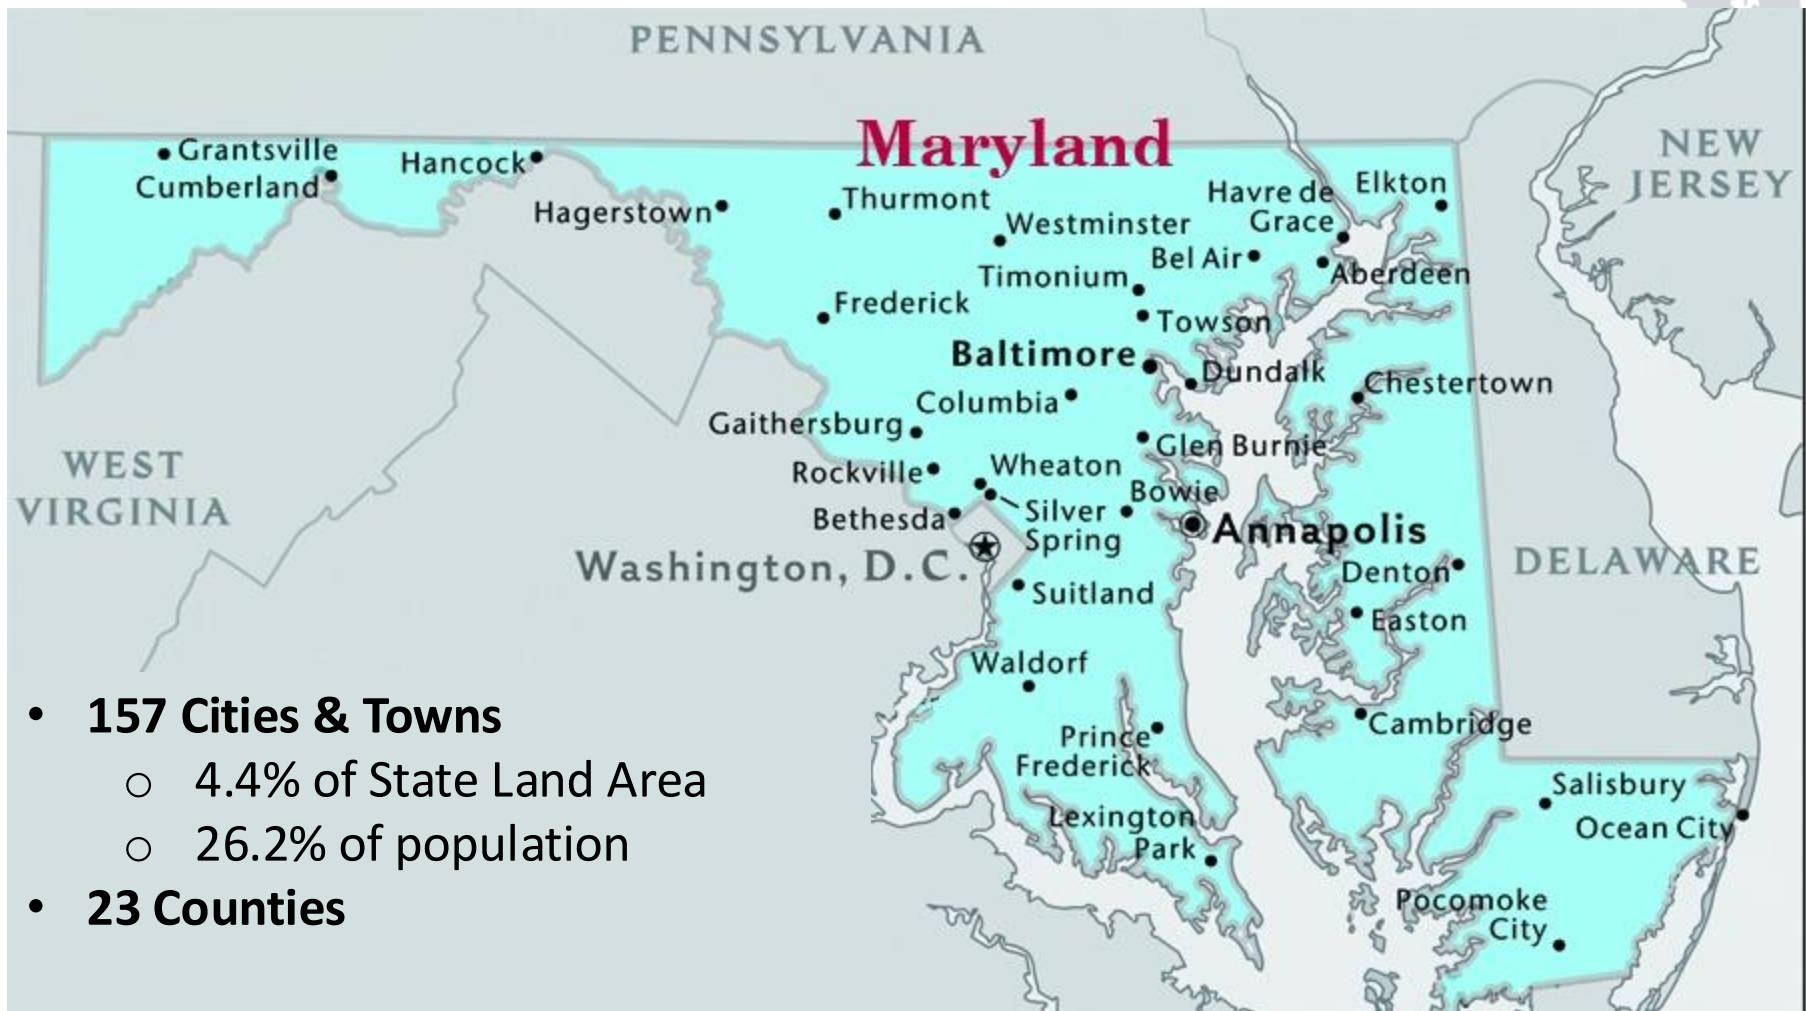 PENNSYLVANIA
Maryland
NEW
JERSEY
Grantsville
Cumberland
Hancock
Hagerstown
Thurmont
Westminster
Havre de
Grace
Elkton
Bel Air
Aberdeen
Timonium
Frederick
Towson
Baltimore
Dundalk
Chestertown
Columbia
Gaithersburg
Glen Burnie
WEST
VIRGINIA
Rockville
Wheaton
Bowie
Bethesda
Silver
Spring
Annapolis
Washington, D.C.
DELAWARE
Denton
Suitland
Easton
Waldorf
Cambridge
Prince
Frederick
Lexington
Park
Salisbury
Ocean City
Pocomoke
City
• 157 Cities & Towns
o 4.4% of State Land Area
o 26.2% of population
• 23 Counties